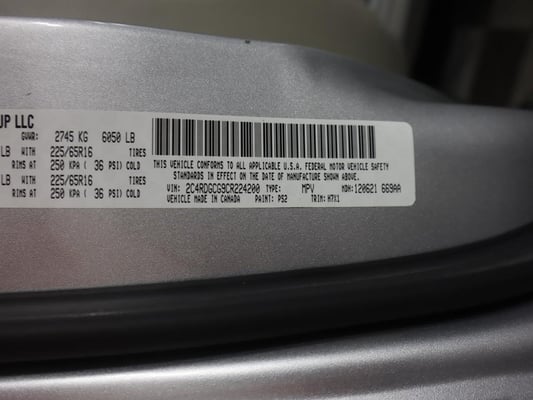 UP LLC
GVWR: 2745 KG 6050 LB
LB WITH 225/65R16 TIRES
RIMS AT 250 KPA ( 36 PSI) COLD
LB WITH 225/65R16 TIRES
RIMS AT 250 KPA ( 36 PSI) COLD
THIS VEHICLE CONFORMS TO ALL APPLICABLE U.S.A. FEDERAL MOTOR VEHICLE SAFETY
STANDARDS IN EFFECT ON THE DATE OF MANUFACTURE SHOWN ABOVE
VIN: 2C4RDGCG9CR224200 TYPE: MPV MDH: 120621 669AA
VEHICLE MADE IN CANADA PAINT: PS2 TRIM: H7X1